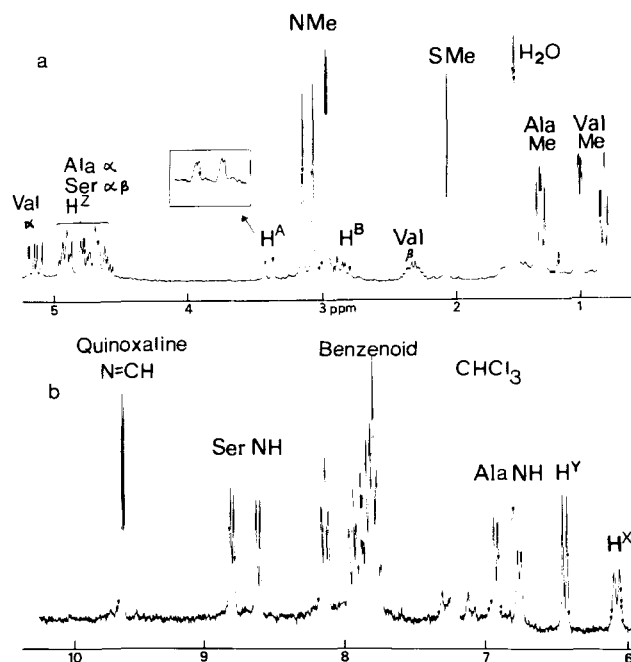 a
NMe
SMe
H₂O
Ala α
Ser αβ
Hᶻ
Val
α
Hᴬ
Hᴮ
Val
β
Ala
Me
Val
Me
5
4
3 ppm
2
1
b
Quinoxaline
N=CH
Ser NH
Benzenoid
CHCl₃
Ala NH
Hʸ
Hˣ
10
9
8
7
6